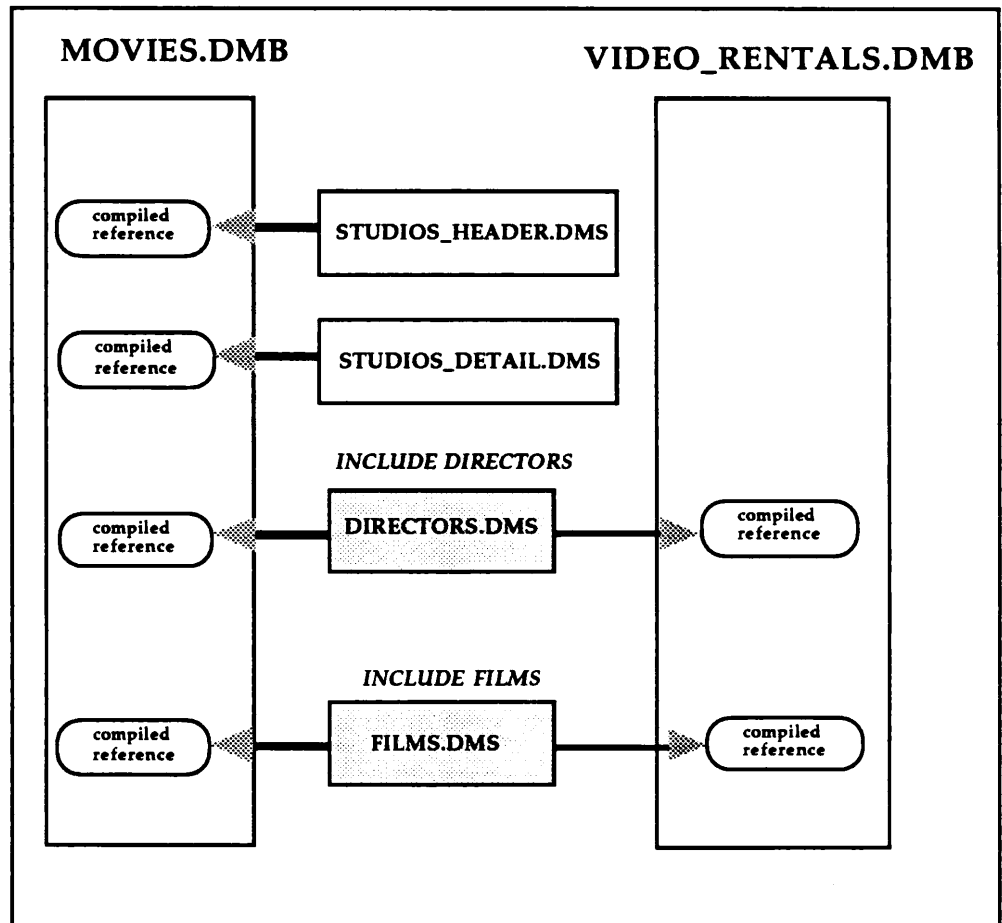 MOVIES.DMB
VIDEO_RENTALS.DMB
compiled
reference
STUDIOS_HEADER.DMS
compiled
reference
STUDIOS_DETAIL.DMS
INCLUDE DIRECTORS
compiled
reference
DIRECTORS.DMS
compiled
reference
INCLUDE FILMS
compiled
reference
FILMS.DMS
compiled
reference